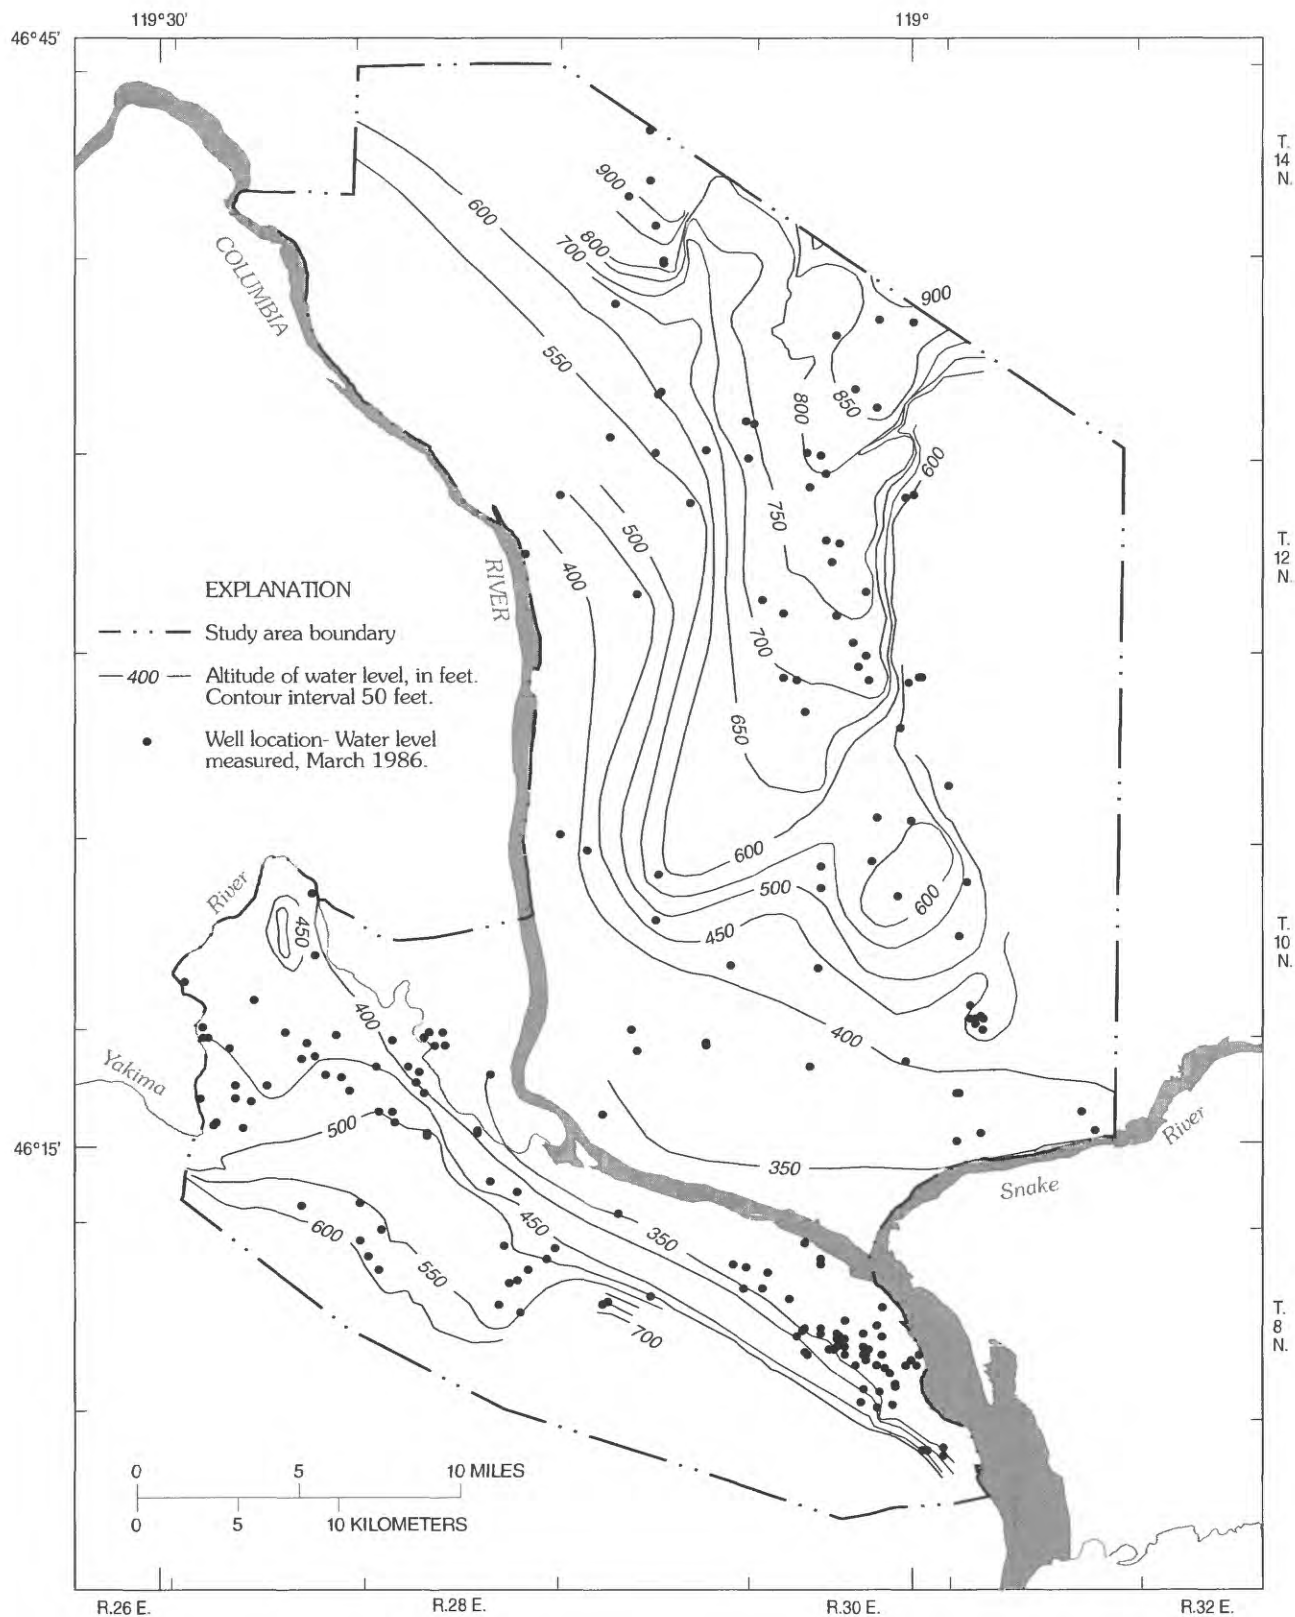 119°30'
119°
46°45'
T.
14
N.
900
600
800
700
900
COLUMBIA
550
850
800
600
500
750
T.
12
N.
400
RIVER
EXPLANATION
Study area boundary
400
Altitude of water level, in feet.
Contour interval 50 feet.
700
Well location- Water level
measured, March 1986.
650
600
500
600
River
450
450
T.
10
N.
400
400
Yakima
500
46°15'
350
River
Snake
450
350
600
550
700
T.
8
N.
0
5
10 MILES
0
5
10 KILOMETERS
R.26 E.
R.28 E.
R.30 E.
R.32 E.